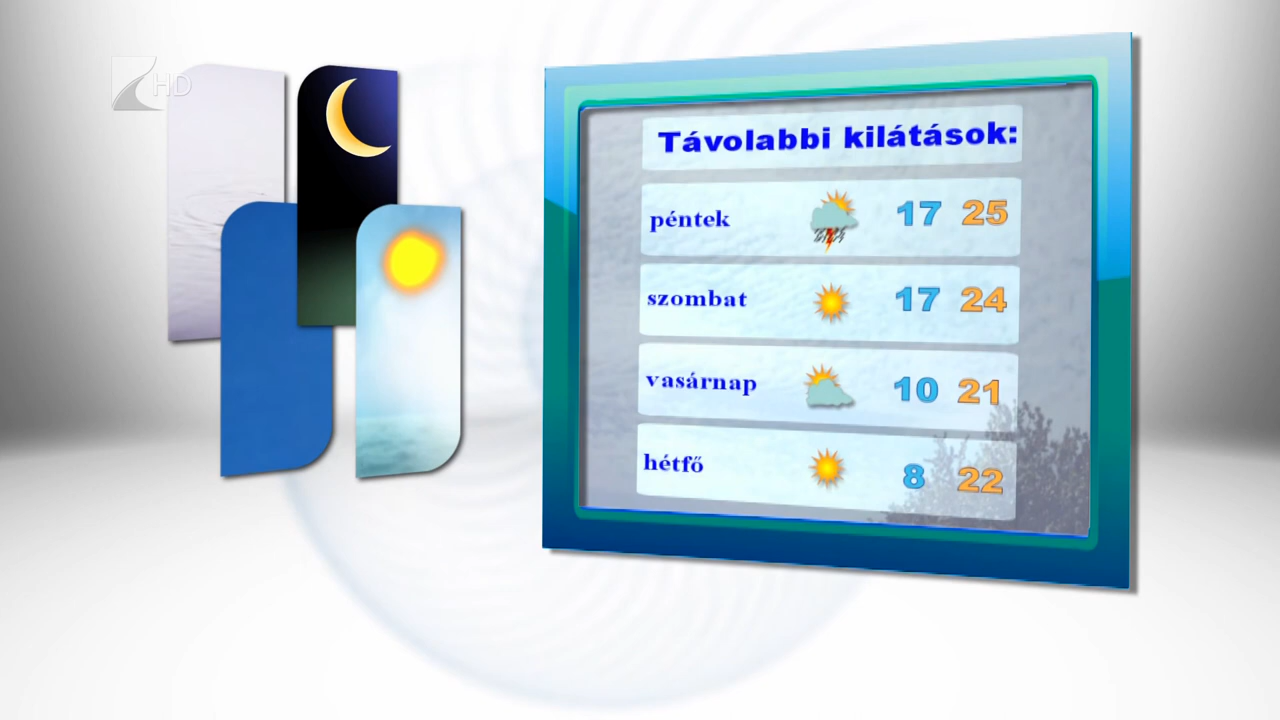 HD
Távolabbi kilátások:
péntek 17 25
szombat 17 24
vasárnap 10 21
hétfő 8 22